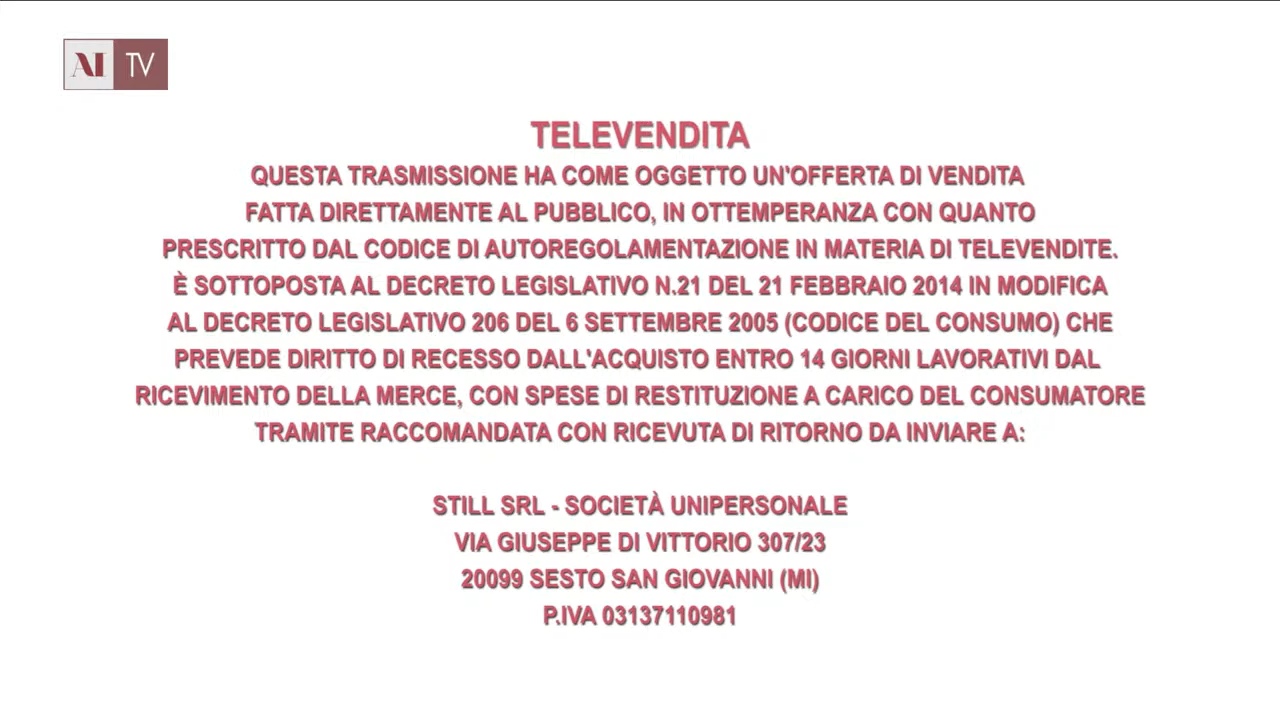 AI TV
TELEVENDITA
QUESTA TRASMISSIONE HA COME OGGETTO UN'OFFERTA DI VENDITA
FATTA DIRETTAMENTE AL PUBBLICO, IN OTTEMPERANZA CON QUANTO
PRESCRITTO DAL CODICE DI AUTOREGOLAMENTAZIONE IN MATERIA DI TELEVENDITE.
È SOTTOPOSTA AL DECRETO LEGISLATIVO N.21 DEL 21 FEBBRAIO 2014 IN MODIFICA
AL DECRETO LEGISLATIVO 206 DEL 6 SETTEMBRE 2005 (CODICE DEL CONSUMO) CHE
PREVEDE DIRITTO DI RECESSO DALL'ACQUISTO ENTRO 14 GIORNI LAVORATIVI DAL
RICEVIMENTO DELLA MERCE, CON SPESE DI RESTITUZIONE A CARICO DEL CONSUMATORE
TRAMITE RACCOMANDATA CON RICEVUTA DI RITORNO DA INVIARE A:
STILL SRL - SOCIETÀ UNIPERSONALE
VIA GIUSEPPE DI VITTORIO 307/23
20099 SESTO SAN GIOVANNI (MI)
P.IVA 03137110981